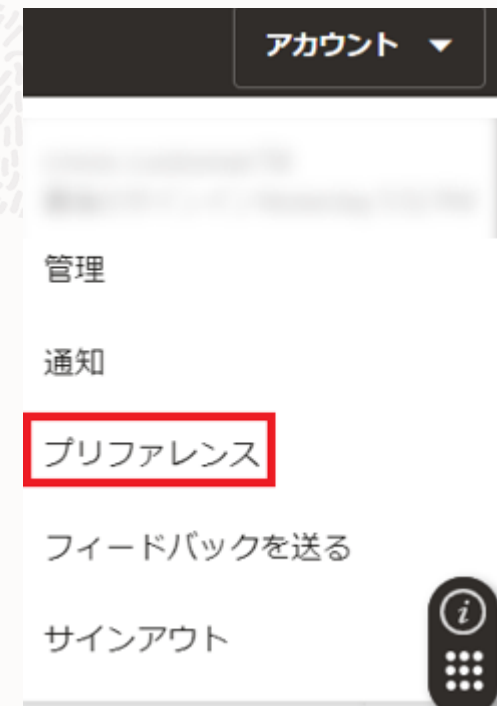 アカウント
管理
通知
プリファレンス
フィードバックを送る
サインアウト